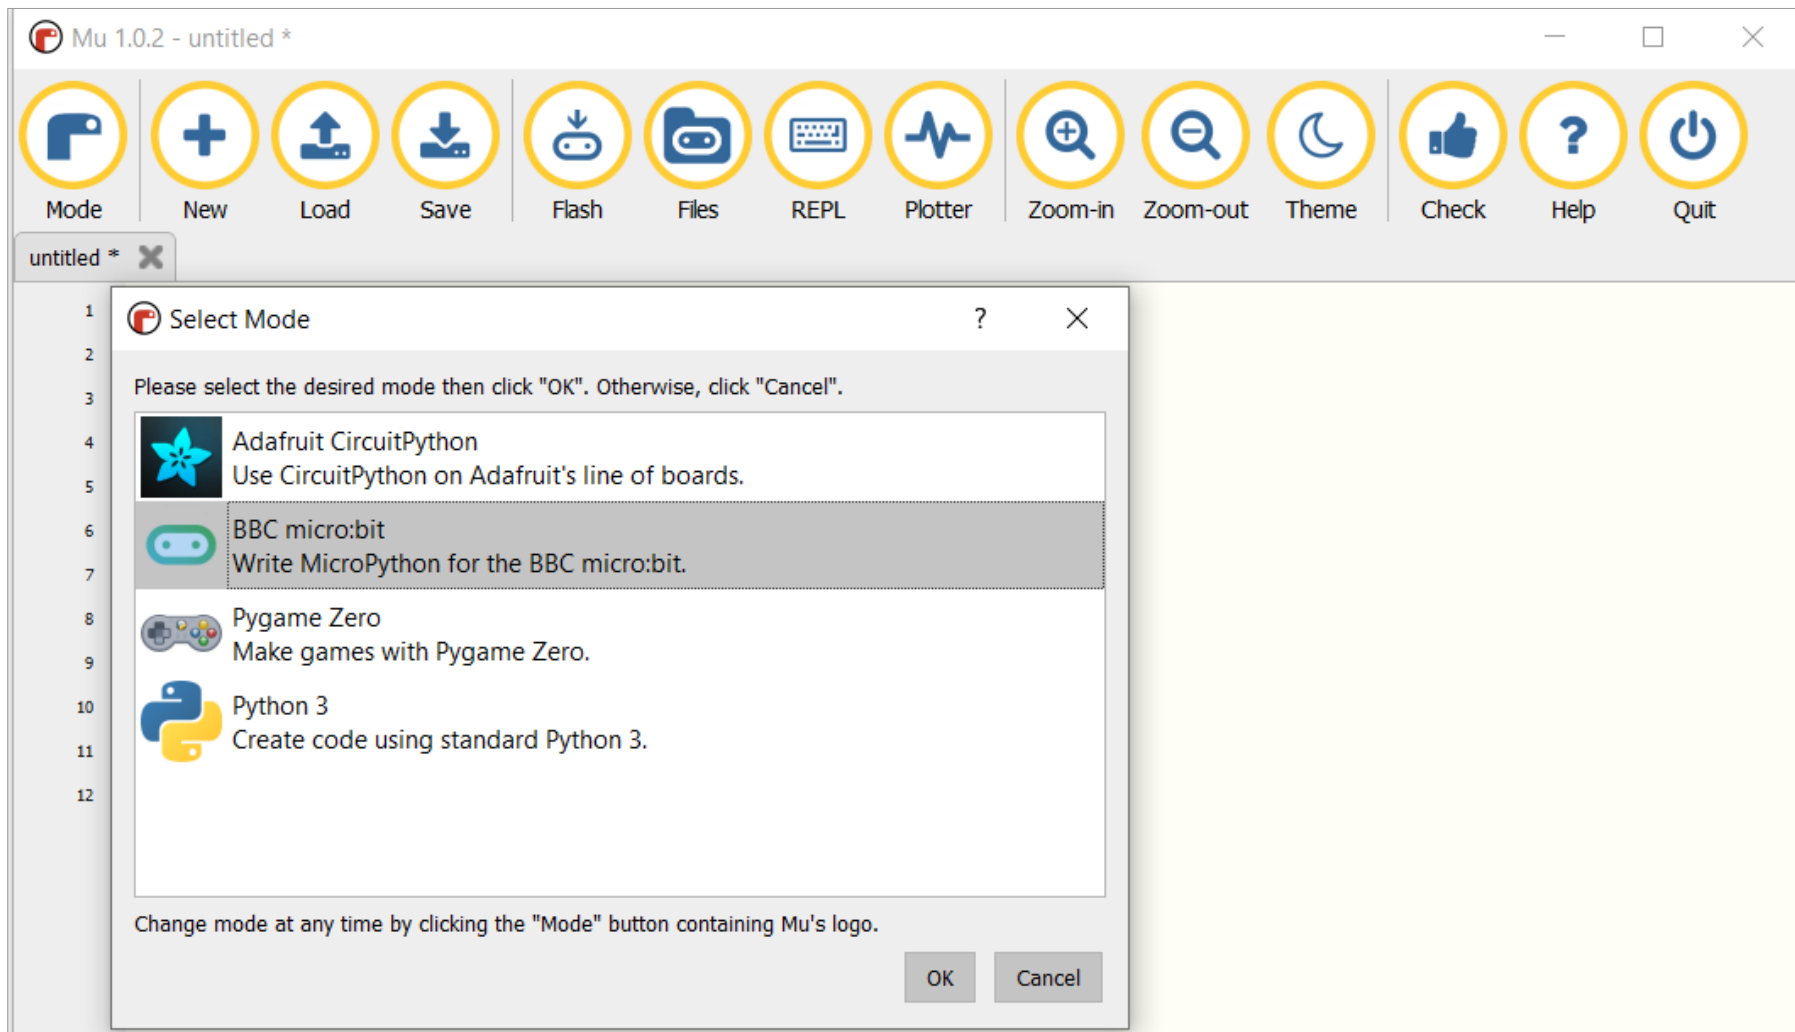 Mu 1.0.2 - untitled *
Mode New Load Save Flash Files REPL Plotter Zoom-in Zoom-out Theme Check Help Quit
untitled *
1
2
3
4
5
6
7
8
9
10
11
12
Select Mode
Please select the desired mode then click "OK". Otherwise, click "Cancel".
Adafruit CircuitPython
Use CircuitPython on Adafruit's line of boards.
BBC micro:bit
Write MicroPython for the BBC micro:bit.
Pygame Zero
Make games with Pygame Zero.
Python 3
Create code using standard Python 3.
Change mode at any time by clicking the "Mode" button containing Mu's logo.
OK Cancel